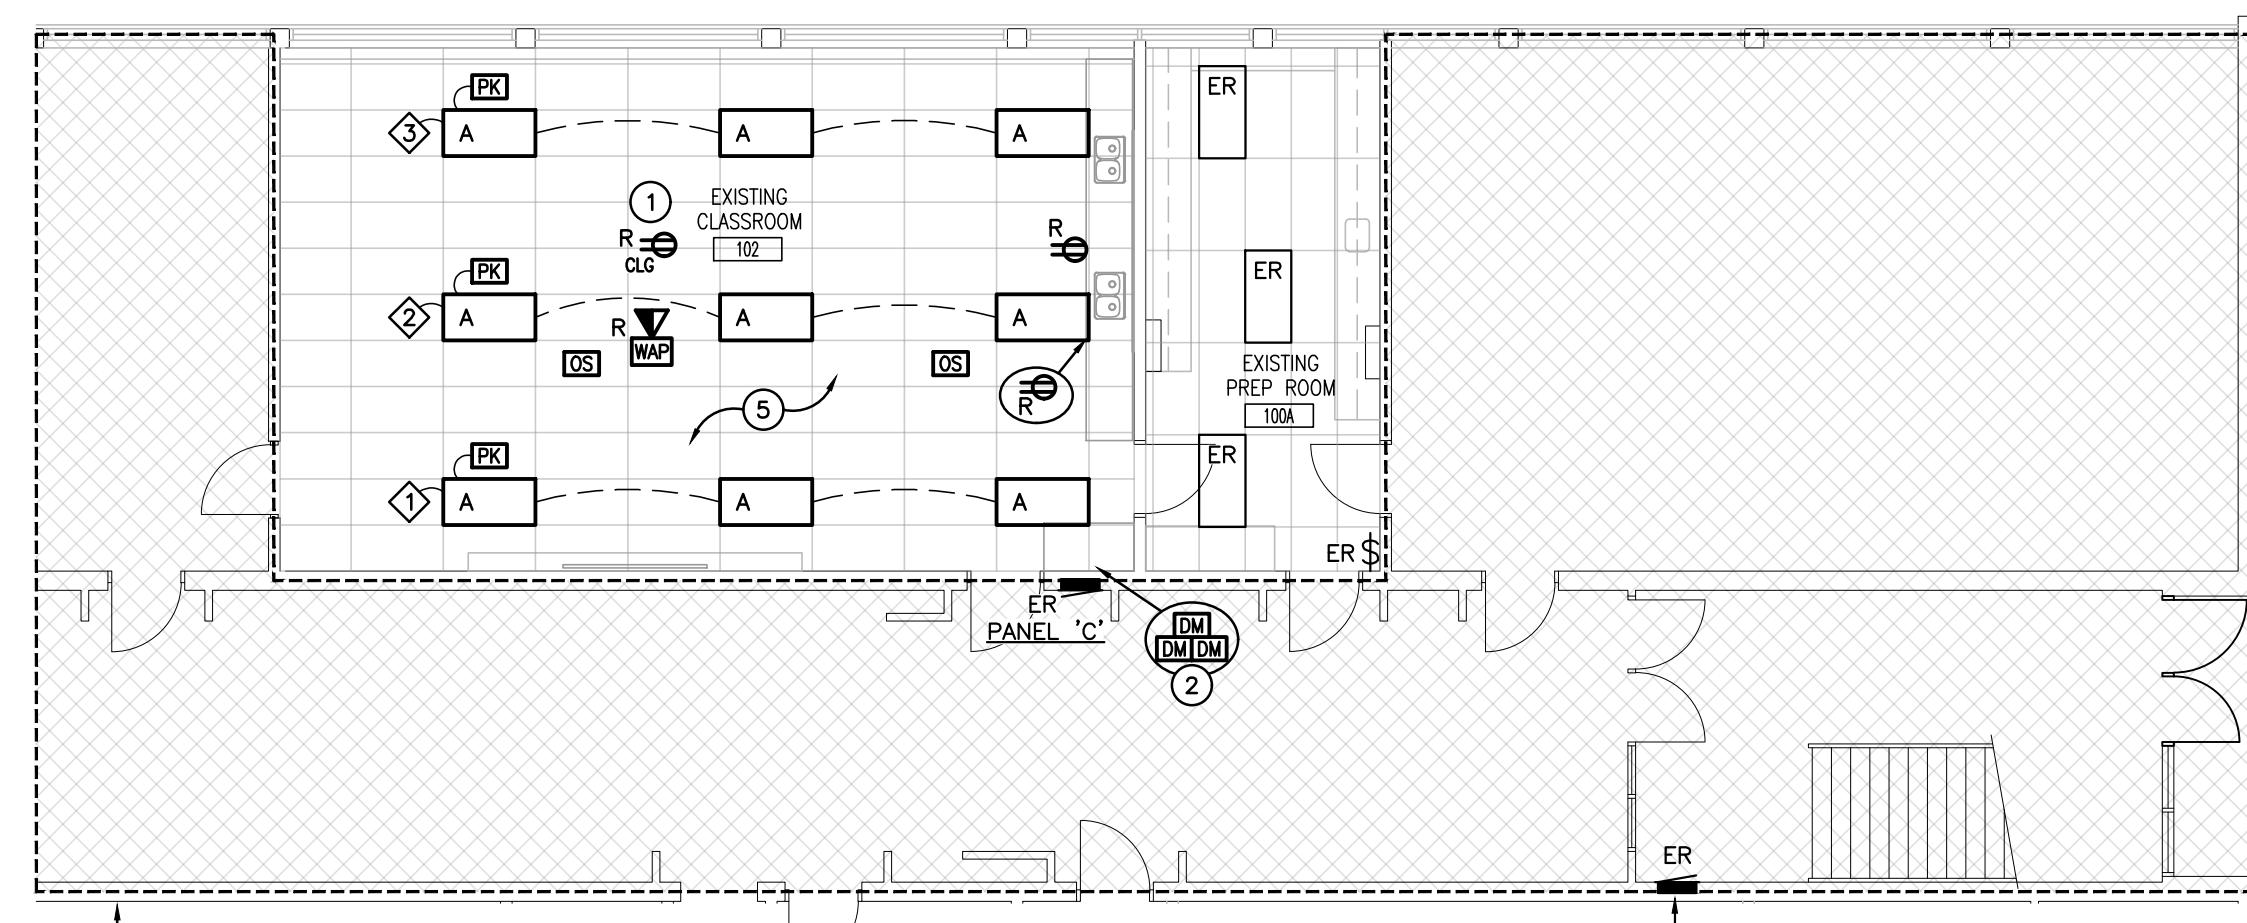 PK
ER
3
A
A
A
1
EXISTING
CLASSROOM
102
R
CLG
R
PK
ER
2
A
A
A
R
WAP
OS
OS
EXISTING
PREP ROOM
100A
5
R
PK
ER
1
A
A
A
ER $
ER
PANEL 'C'
DM
DM DM
2
ER